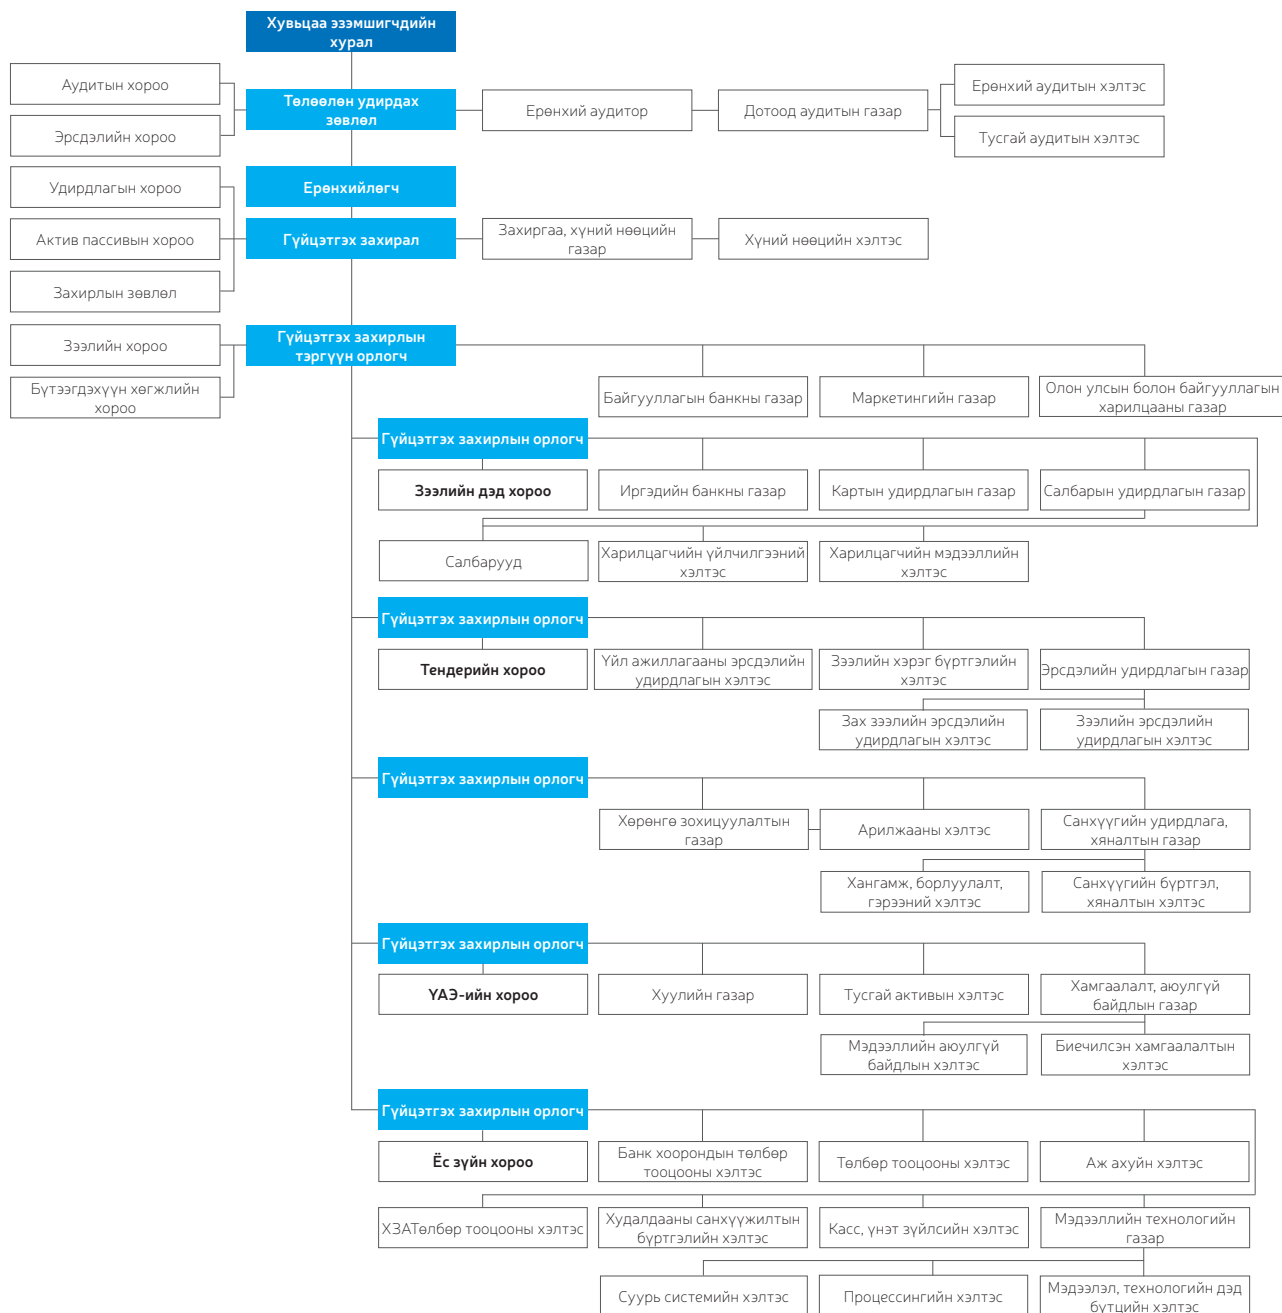 Хувьцаа эзэмшигчдийн
хурал
Аудитын хороо
Эрсдэлийн хороо
Төлөөлөн удирдах
зөвлөл
Ерөнхий аудитор
Дотоод аудитын газар
Ерөнхий аудитын хэлтэс
Тусгай аудитын хэлтэс
Ерөнхийлөгч
Удирдлагын хороо
Актив пассивын хороо
Захирлын зөвлөл
Гүйцэтгэх захирал
Захиргаа, хүний нөөцийн
газар
Хүний нөөцийн хэлтэс
Гүйцэтгэх захирлын
тэргүүн орлогч
Зээлийн хороо
Бүтээгдэхүүн хөгжлийн
хороо
Байгууллагын банкны газар
Маркетингийн газар
Олон улсын болон байгууллагын
харилцааны газар
Гүйцэтгэх захирлын орлогч
Зээлийн дэд хороо
Иргэдийн банкны газар
Картын удирдлагын газар
Салбарын удирдлагын газар
Салбарууд
Харилцагчийн үйлчилгээний
хэлтэс
Харилцагчийн мэдээллийн
хэлтэс
Гүйцэтгэх захирлын орлогч
Тендерийн хороо
Үйл ажиллагааны эрсдэлийн
удирдлагын хэлтэс
Зээлийн хэрэг бүртгэлийн
хэлтэс
Эрсдэлийн удирдлагын газар
Зах зээлийн эрсдэлийн
удирдлагын хэлтэс
Зээлийн эрсдэлийн
удирдлагын хэлтэс
Гүйцэтгэх захирлын орлогч
Хөрөнгө зохицуулалтын
газар
Арилжааны хэлтэс
Санхүүгийн удирдлага,
хяналтын газар
Хангамж, борлуулалт,
гэрээний хэлтэс
Санхүүгийн бүртгэл,
хяналтын хэлтэс
Гүйцэтгэх захирлын орлогч
ҮАЭ-ийн хороо
Хуулийн газар
Тусгай активын хэлтэс
Хамгаалалт, аюулгүй
байдлын газар
Мэдээллийн аюулгүй
байдлын хэлтэс
Биечилсэн хамгаалалтын
хэлтэс
Гүйцэтгэх захирлын орлогч
Ёс зүйн хороо
Банк хоорондын төлбөр
тооцооны хэлтэс
Төлбөр тооцооны хэлтэс
Аж ахуйн хэлтэс
ХЗАТөлбөр тооцооны хэлтэс
Худалдааны санхүүжилтын
бүртгэлийн хэлтэс
Касс, үнэт зүйлсийн хэлтэс
Мэдээллийн технологийн
газар
Суурь системийн хэлтэс
Процессингийн хэлтэс
Мэдээлэл, технологийн дэд
бүтцийн хэлтэс